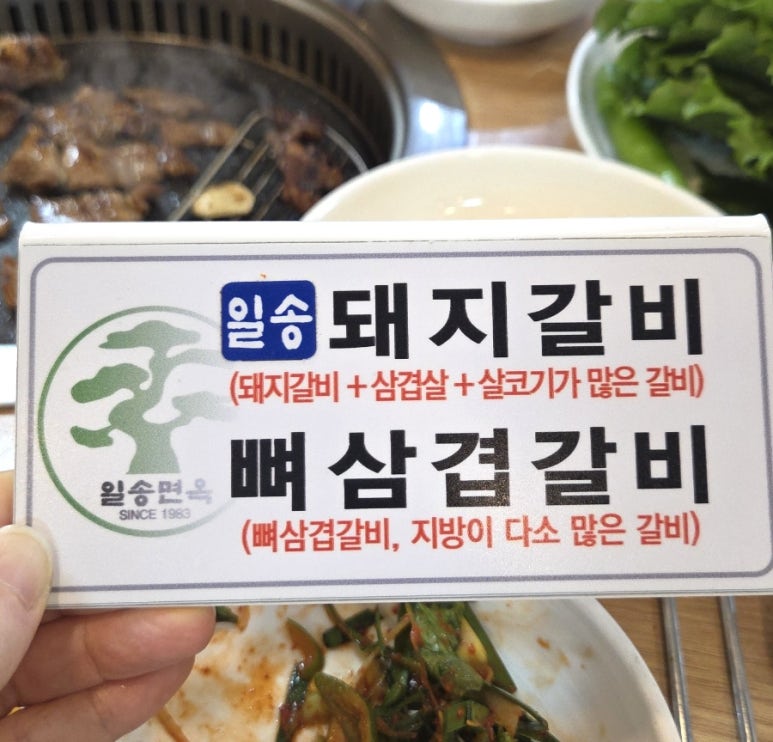 일송 돼지갈비
(돼지갈비 + 삼겹살 + 살코기가 많은 갈비)
뼈삼겹갈비
(뼈삼겹갈비, 지방이 다소 많은 갈비)
일송면옥
SINCE 1983